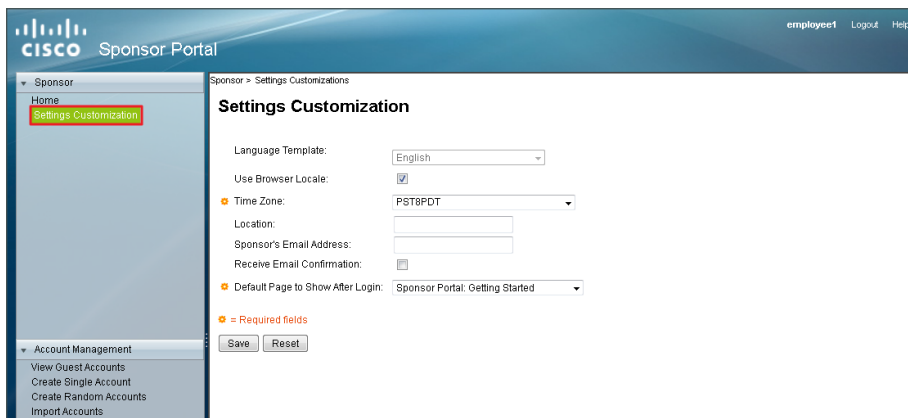 employee1 Logout Help
CISCO Sponsor Portal
Sponsor
Home
Settings Customization
Sponsor > Settings Customizations
Settings Customization
Language Template: English
Use Browser Locale:
Time Zone: PST8PDT
Location:
Sponsor's Email Address:
Receive Email Confirmation:
Default Page to Show After Login: Sponsor Portal: Getting Started
= Required fields
Save Reset
Account Management
View Guest Accounts
Create Single Account
Create Random Accounts
Import Accounts